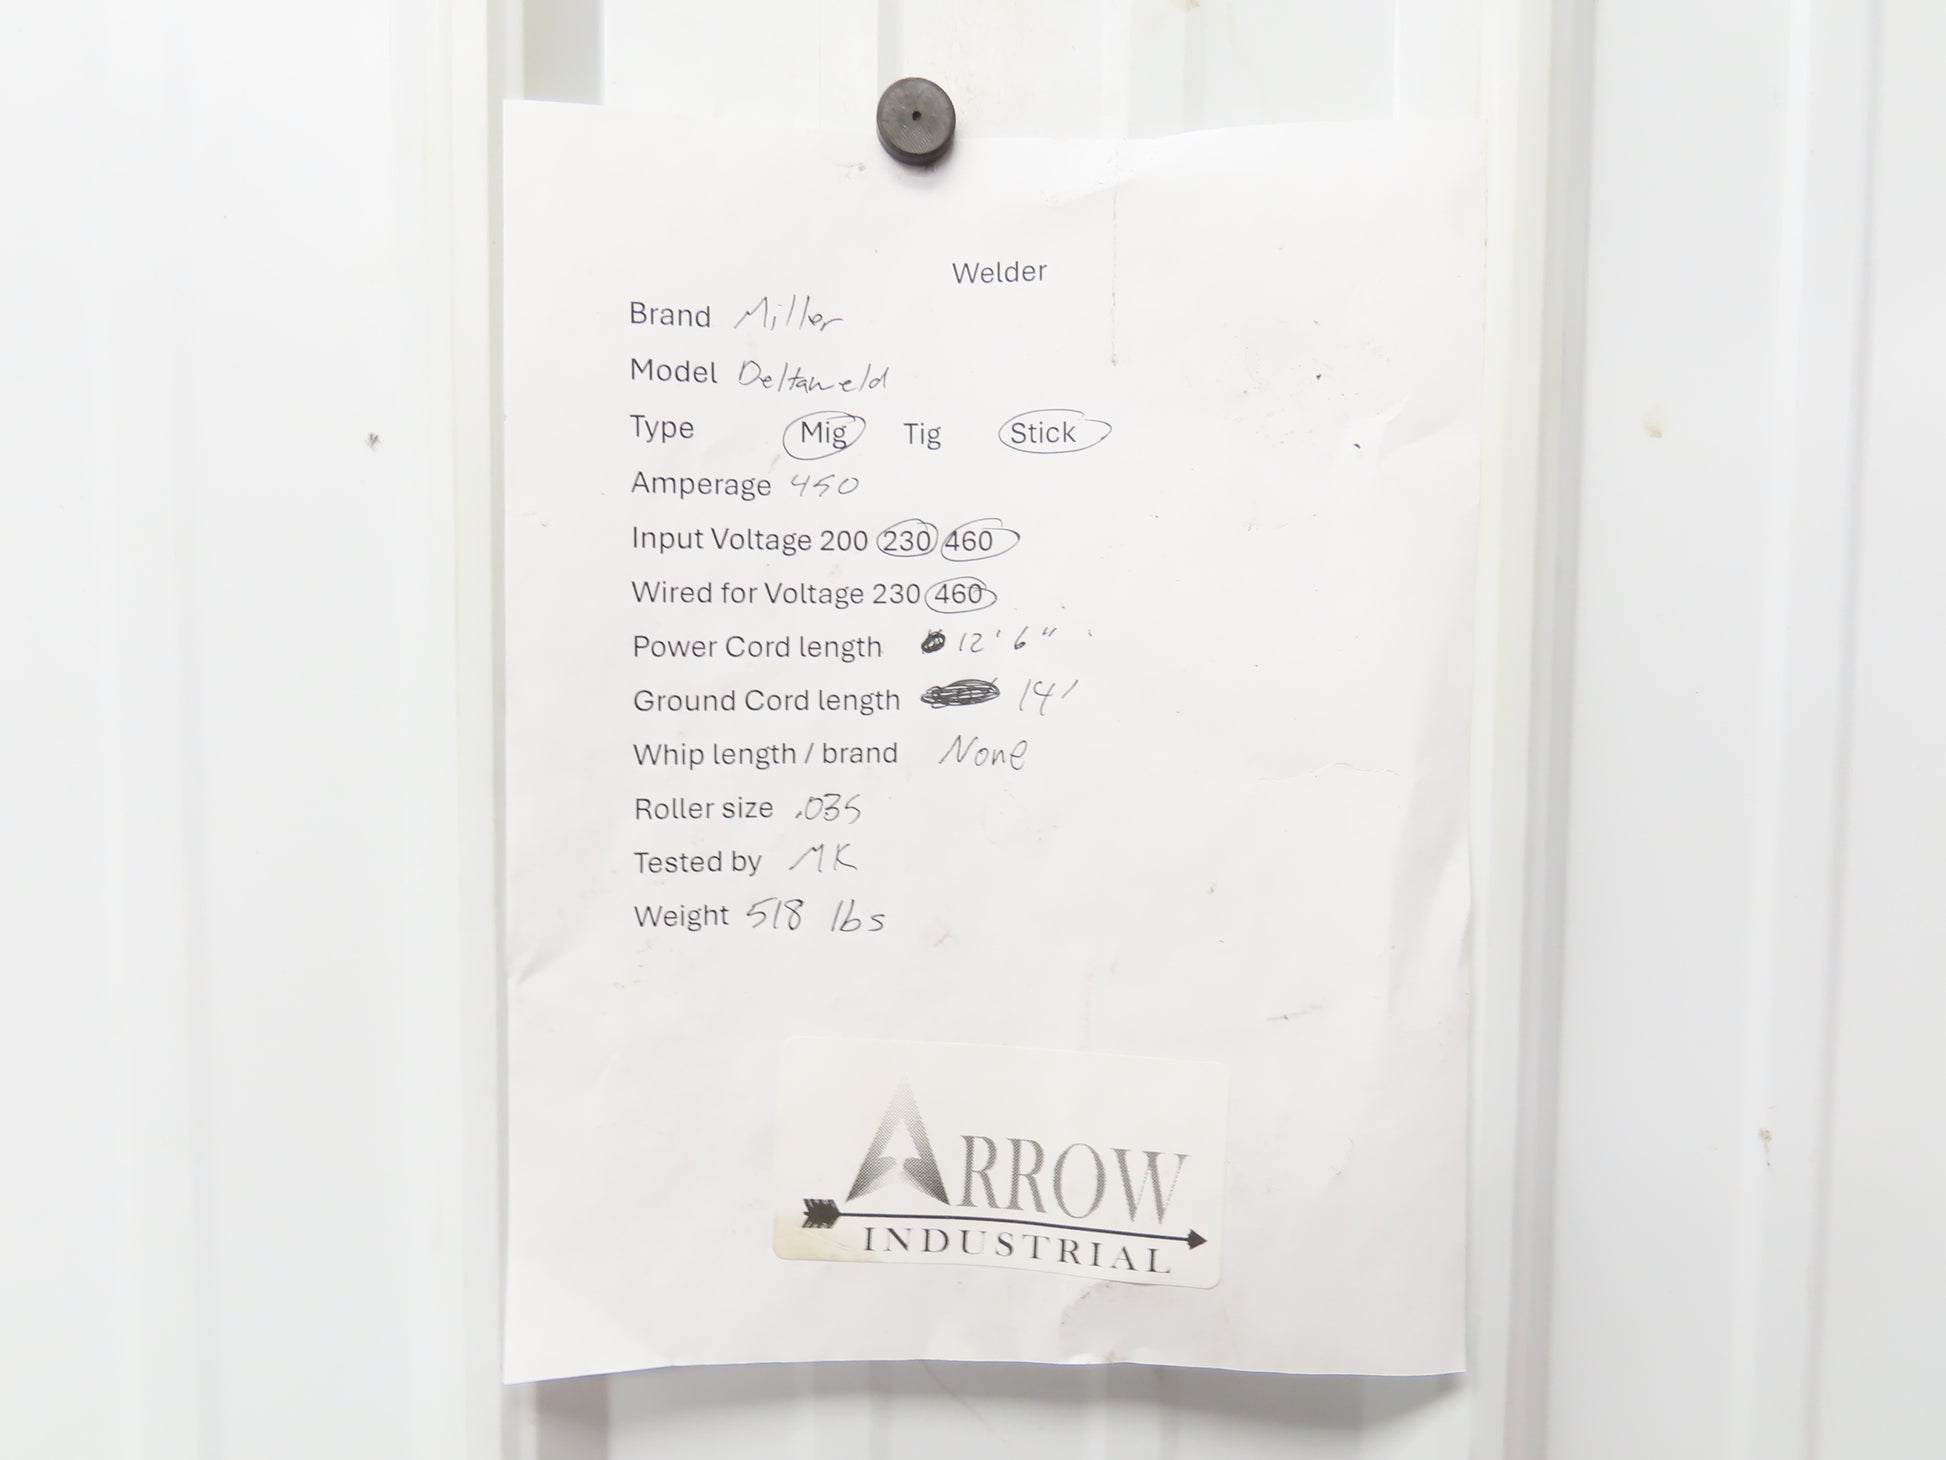 Welder
Brand Miller
Model Deltaweld
Type Mig Tig Stick
Amperage 450
Input Voltage 200 230 460
Wired for Voltage 230 460
Power Cord length 12' 6"
Ground Cord length 14'
Whip length / brand None
Roller size .035
Tested by MK
Weight 518 lbs
ARROW
INDUSTRIAL